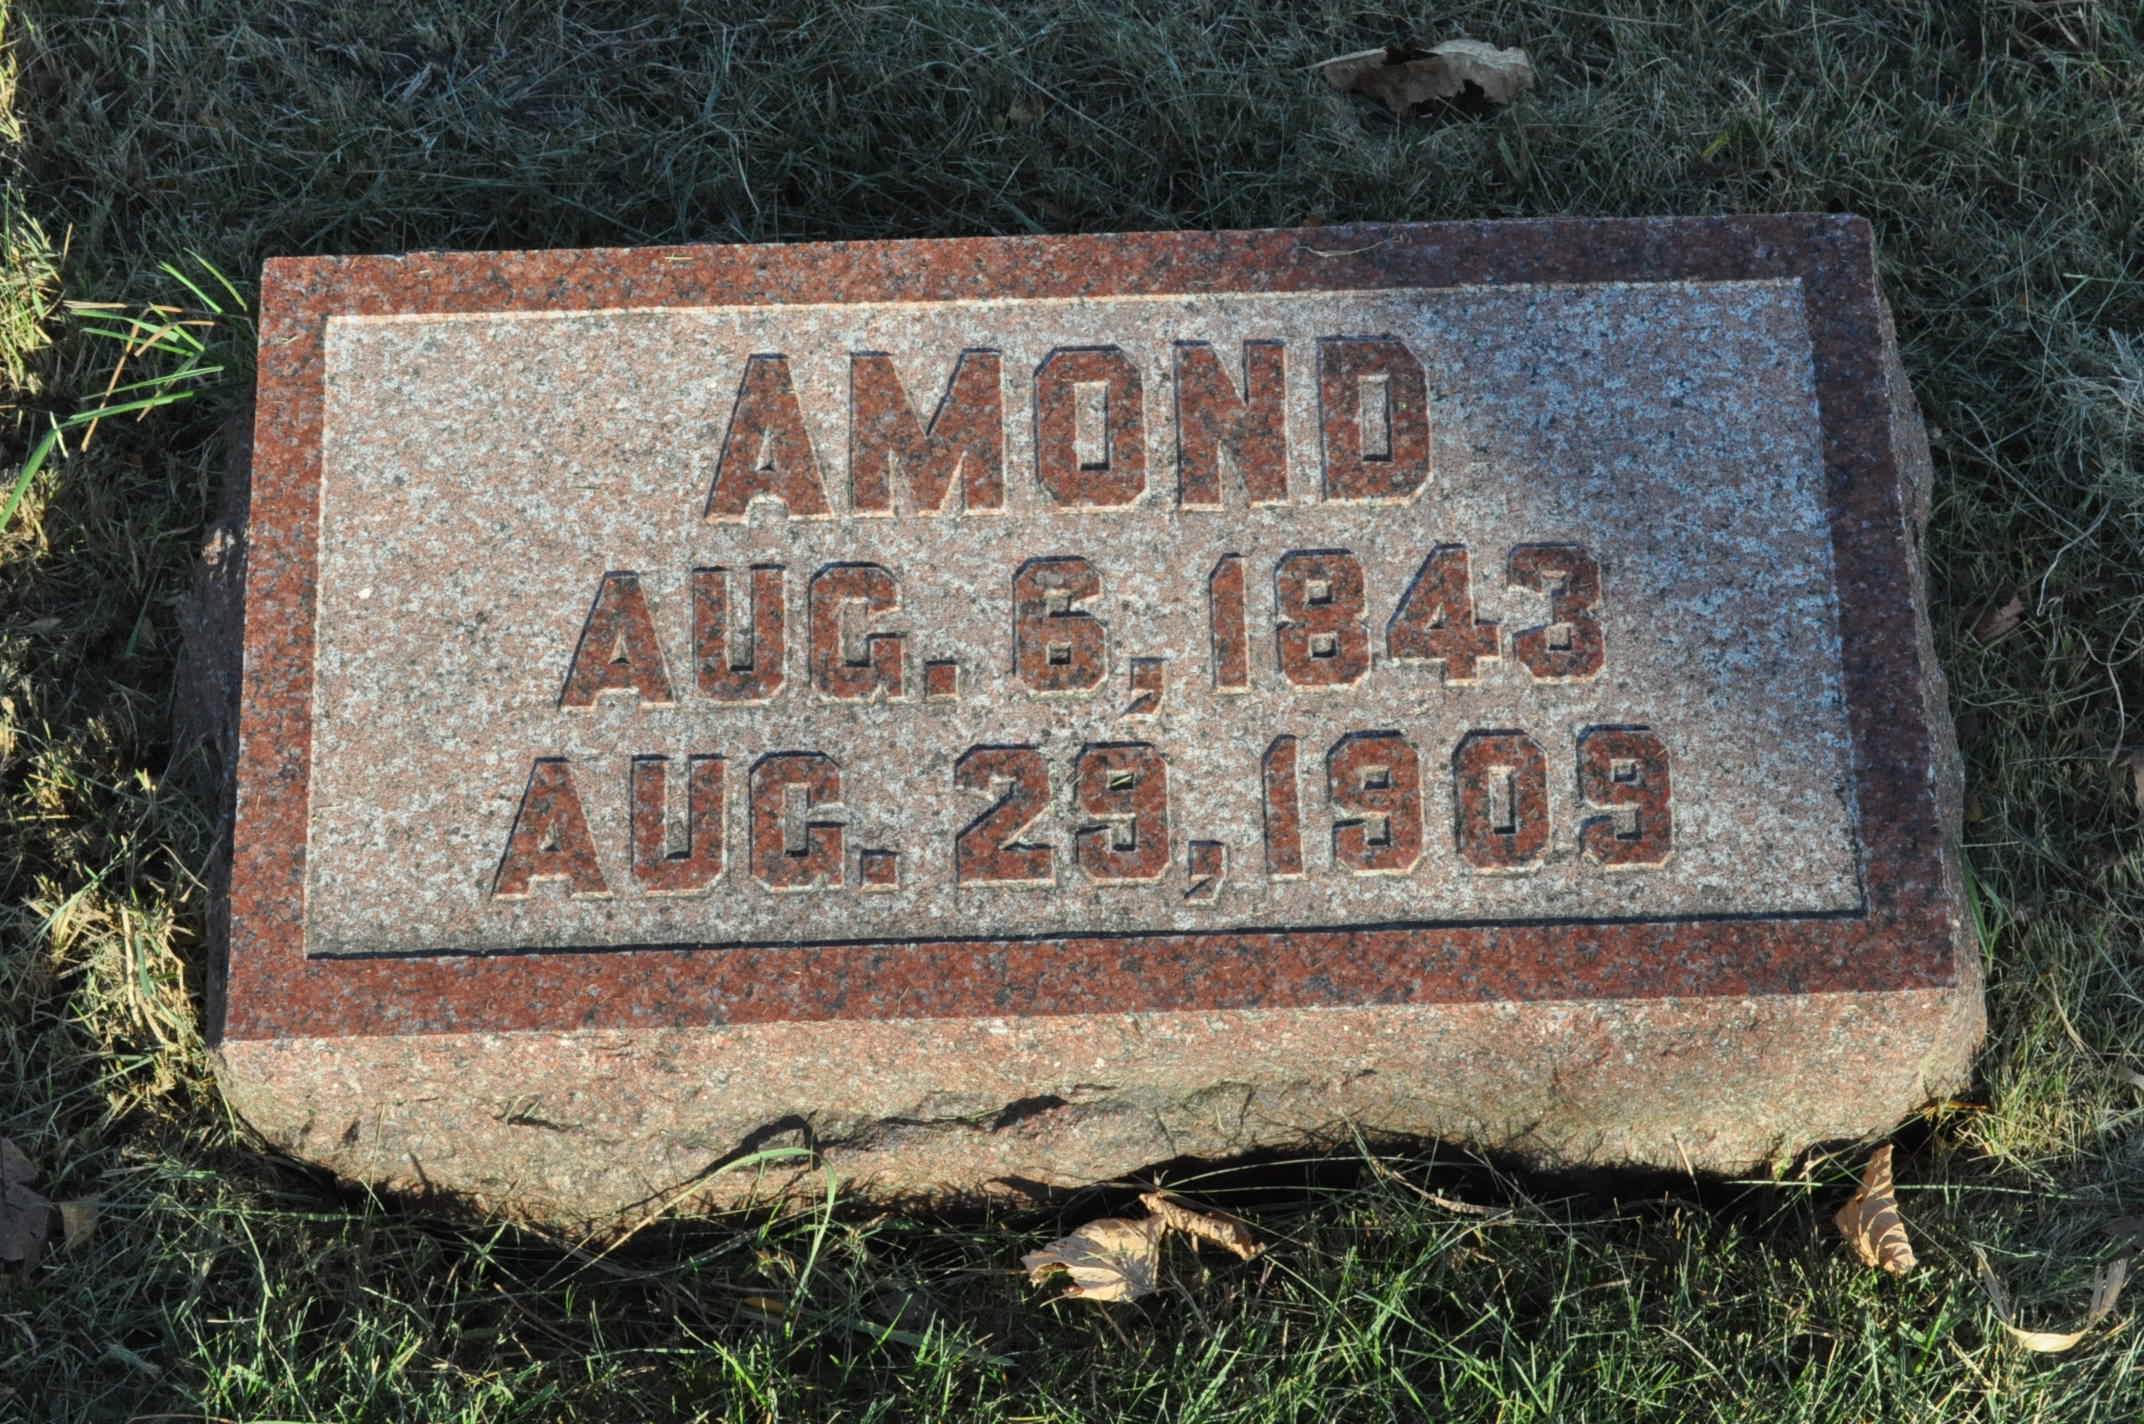 AMOND
AUG. 6, 1843
AUG. 29, 1909